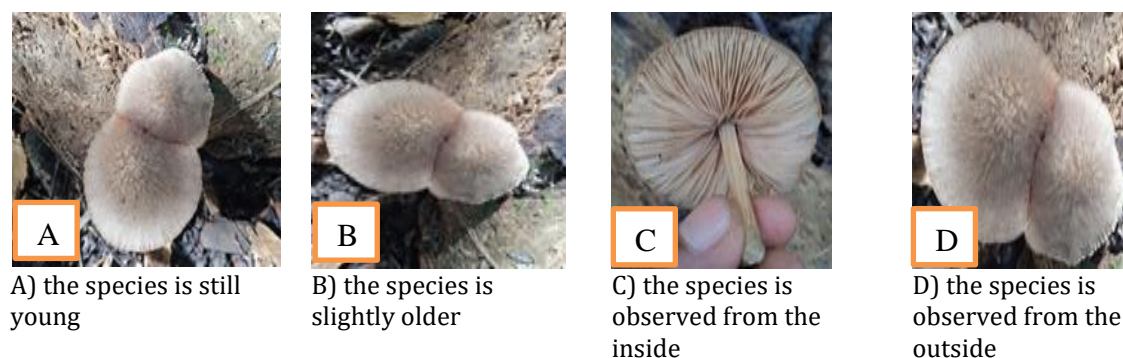 A
B
C
D
A) the species is still
young
B) the species is
slightly older
C) the species is
observed from the
inside
D) the species is
observed from the
outside